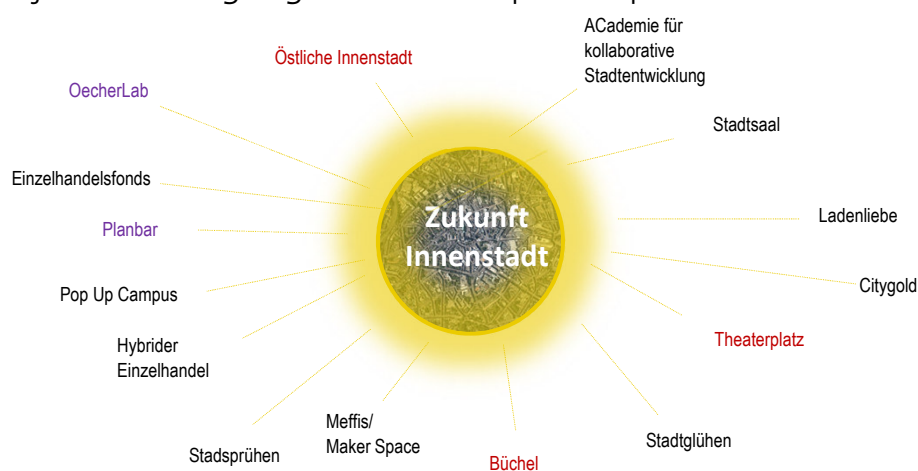 Östliche Innenstadt
ACademie für
kollaborative
Stadtentwicklung
OecherLab
Stadtsaal
Einzelhandelsfonds
Planbar
Zukunft
Innenstadt
Ladenliebe
Pop Up Campus
Citygold
Hybrider
Einzelhandel
Theaterplatz
Meffis/
Maker Space
Stadsprühen
Büchel
Stadtglühen